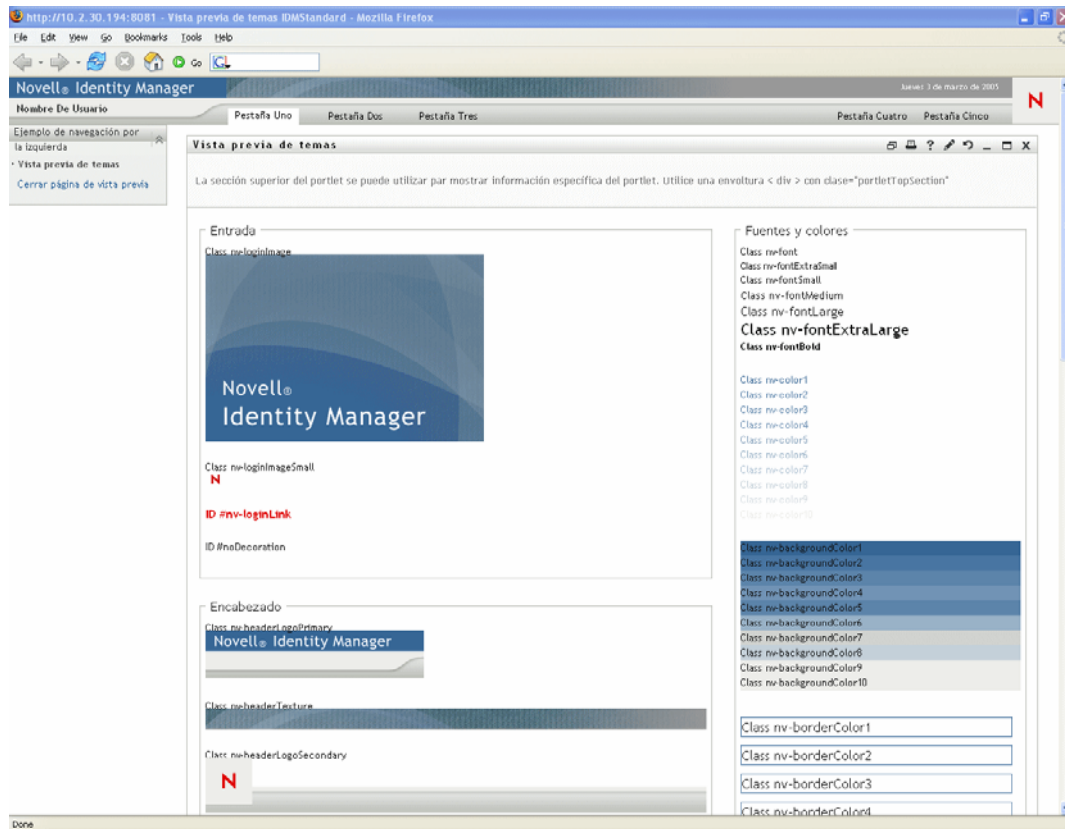 http://10.2.30.194:8081 - Vista previa de temas IDMStandard - Mozilla Firefox
File Edit View Go Bookmarks Tools Help
Go
Novell® Identity Manager
Jueves 3 de marzo de 2005
N
Nombre De Usuario
Pestaña Uno Pestaña Dos Pestaña Tres Pestaña Cuatro Pestaña Cinco
Ejemplo de navegación por
la izquierda
Vista previa de temas
Cerrar página de vista previa
Vista previa de temas
La sección superior del portlet se puede utilizar par mostrar información específica del portlet. Utilice una envoltura < div > con clase="portletTopSection"
Entrada
Class nv-loginImage
Novell®
Identity Manager
Class nv-loginImageSmall
N
ID #nv-loginLink
ID #noDecoration
Encabezado
Class nv-headerLogoPrimary
Novell® Identity Manager
Class nv-headerTexture
Class nv-headerLogoSecondary
N
Fuentes y colores
Class nv-font
Class nv-fontExtraSmall
Class nv-fontSmall
Class nv-fontMedium
Class nv-fontLarge
Class nv-fontExtraLarge
Class nv-fontBold
Class nv-color1
Class nv-color2
Class nv-color3
Class nv-color4
Class nv-color5
Class nv-color6
Class nv-color7
Class nv-color8
Class nv-color9
Class nv-color10
Class nv-backgroundColor1
Class nv-backgroundColor2
Class nv-backgroundColor3
Class nv-backgroundColor4
Class nv-backgroundColor5
Class nv-backgroundColor6
Class nv-backgroundColor7
Class nv-backgroundColor8
Class nv-backgroundColor9
Class nv-backgroundColor10
Class nv-borderColor1
Class nv-borderColor2
Class nv-borderColor3
Class nv-borderColor4
Done